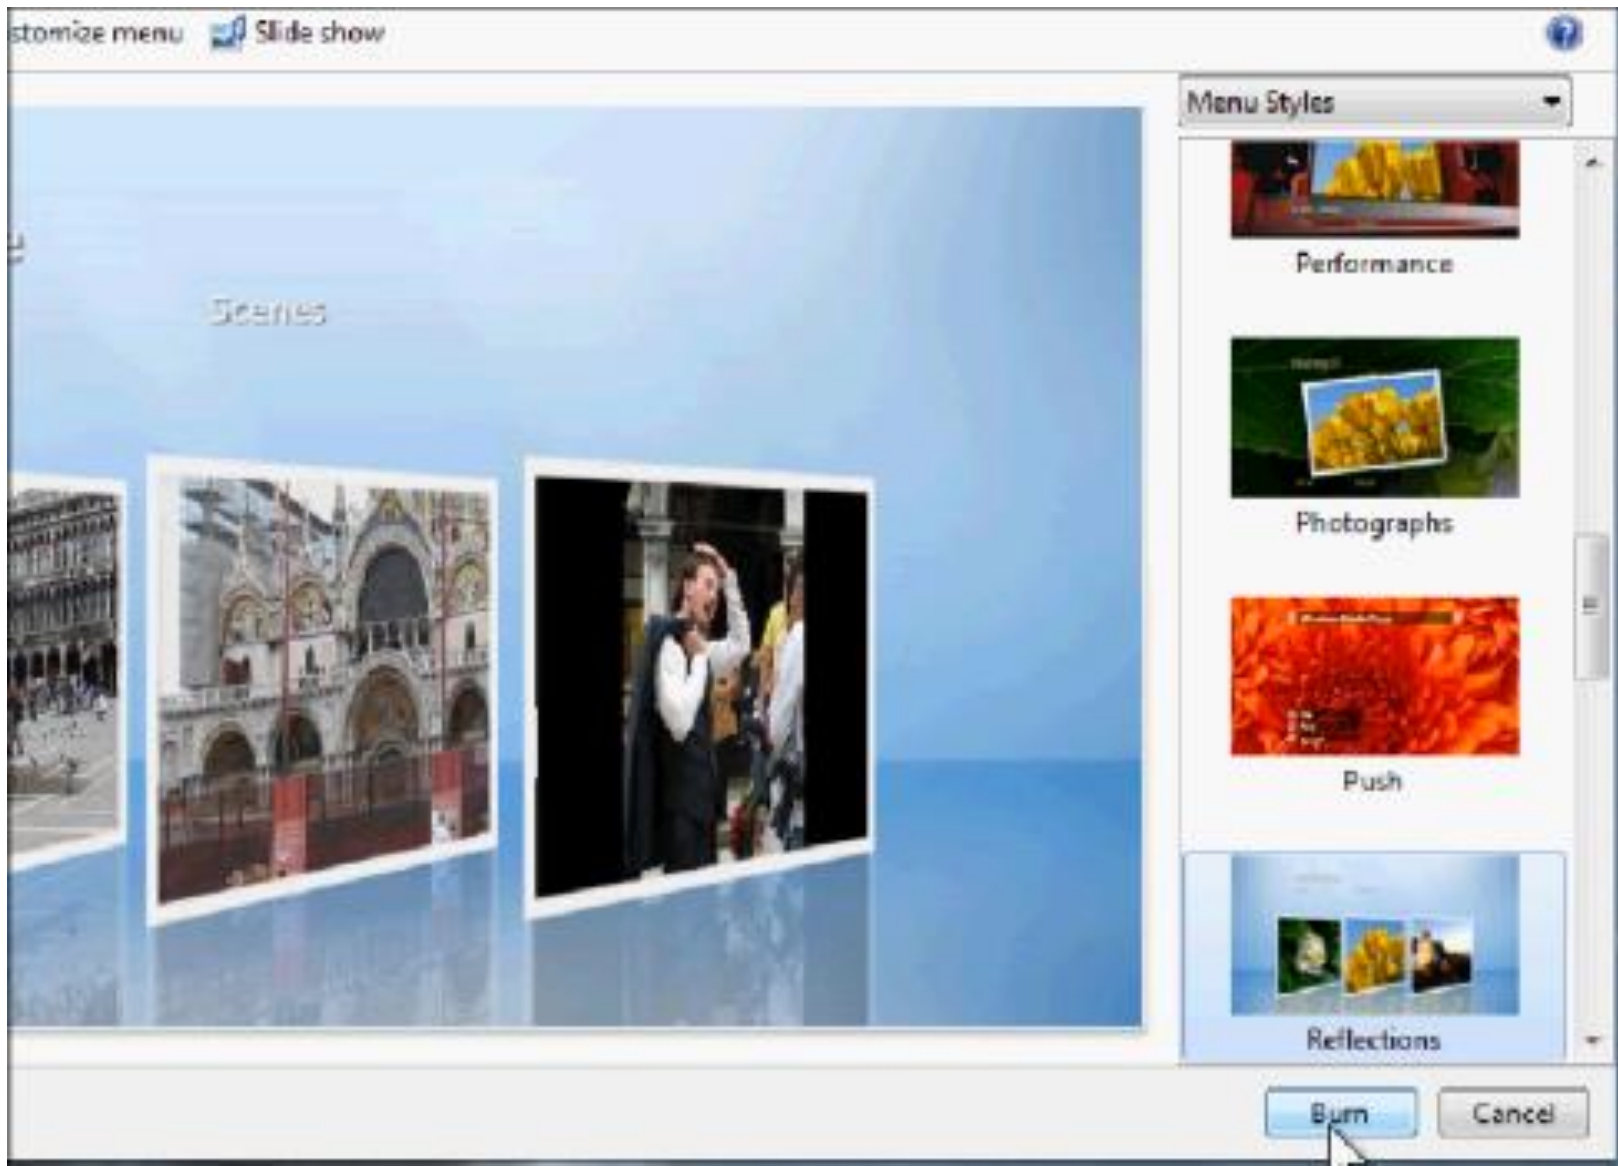 stomize menu Slide show
Menu Styles
Performance
Scenes
Photographs
Push
Reflections
Burn Cancel